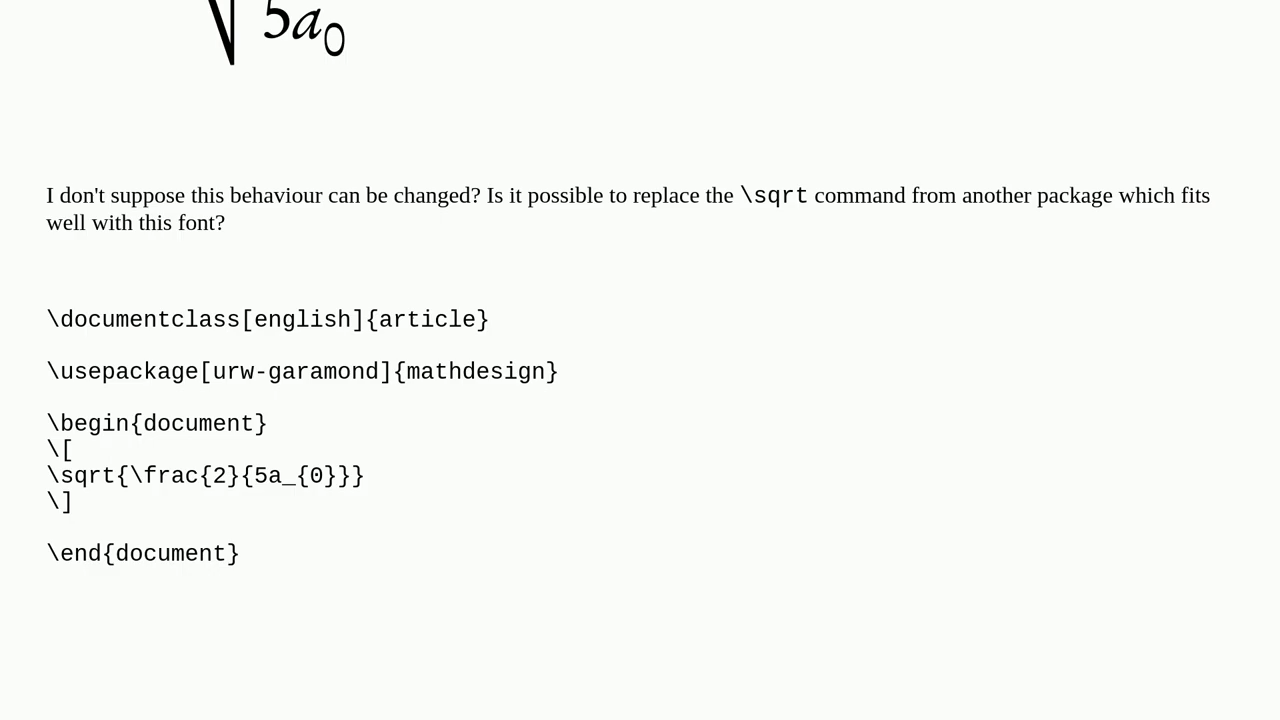 √ 5a₀
I don't suppose this behaviour can be changed? Is it possible to replace the \sqrt command from another package which fits
well with this font?
\documentclass[english]{article}
\usepackage[urw-garamond]{mathdesign}
\begin{document}
\[
\sqrt{\frac{2}{5a_{0}}}
\]
\end{document}